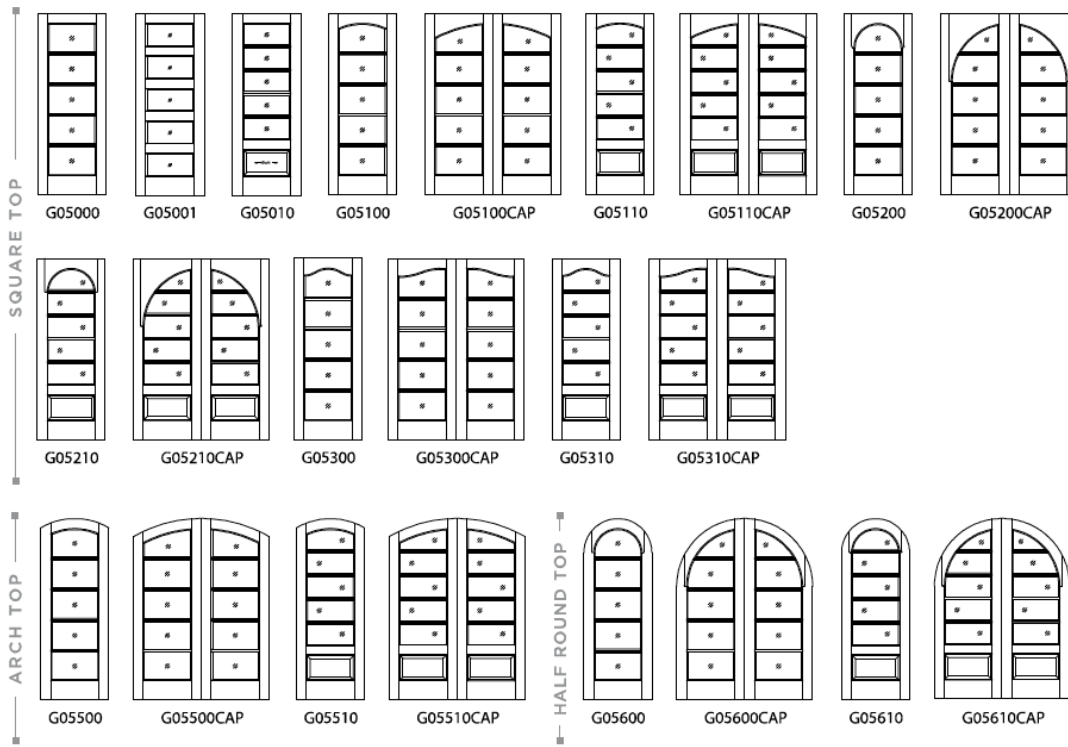 SQUARE TOP
G05000 G05001 G05010 G05100 G05100CAP G05110 G05110CAP G05200 G05200CAP
G05210 G05210CAP G05300 G05300CAP G05310 G05310CAP
ARCH TOP
G05500 G05500CAP G05510 G05510CAP
HALF ROUND TOP
G05600 G05600CAP G05610 G05610CAP